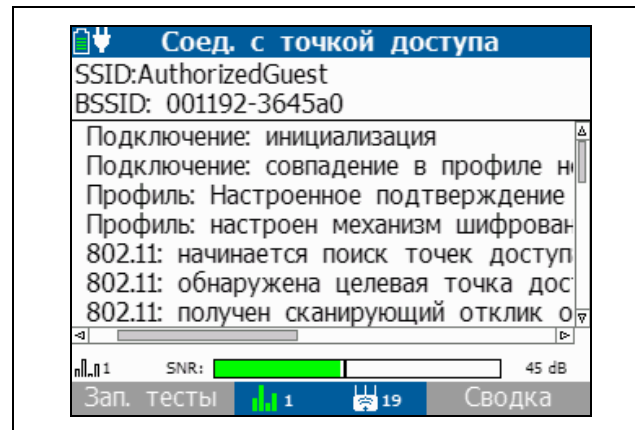 Соед. с точкой доступа
SSID:AuthorizedGuest
BSSID: 001192-3645a0
Подключение: инициализация
Подключение: совпадение в профиле не
Профиль: Настроенное подтверждение
Профиль: настроен механизм шифрован
802.11: начинается поиск точек доступ
802.11: обнаружена целевая точка дос
802.11: получен сканирующий отклик о
1 SNR: 45 dB
Зап. тесты 1 19 Сводка